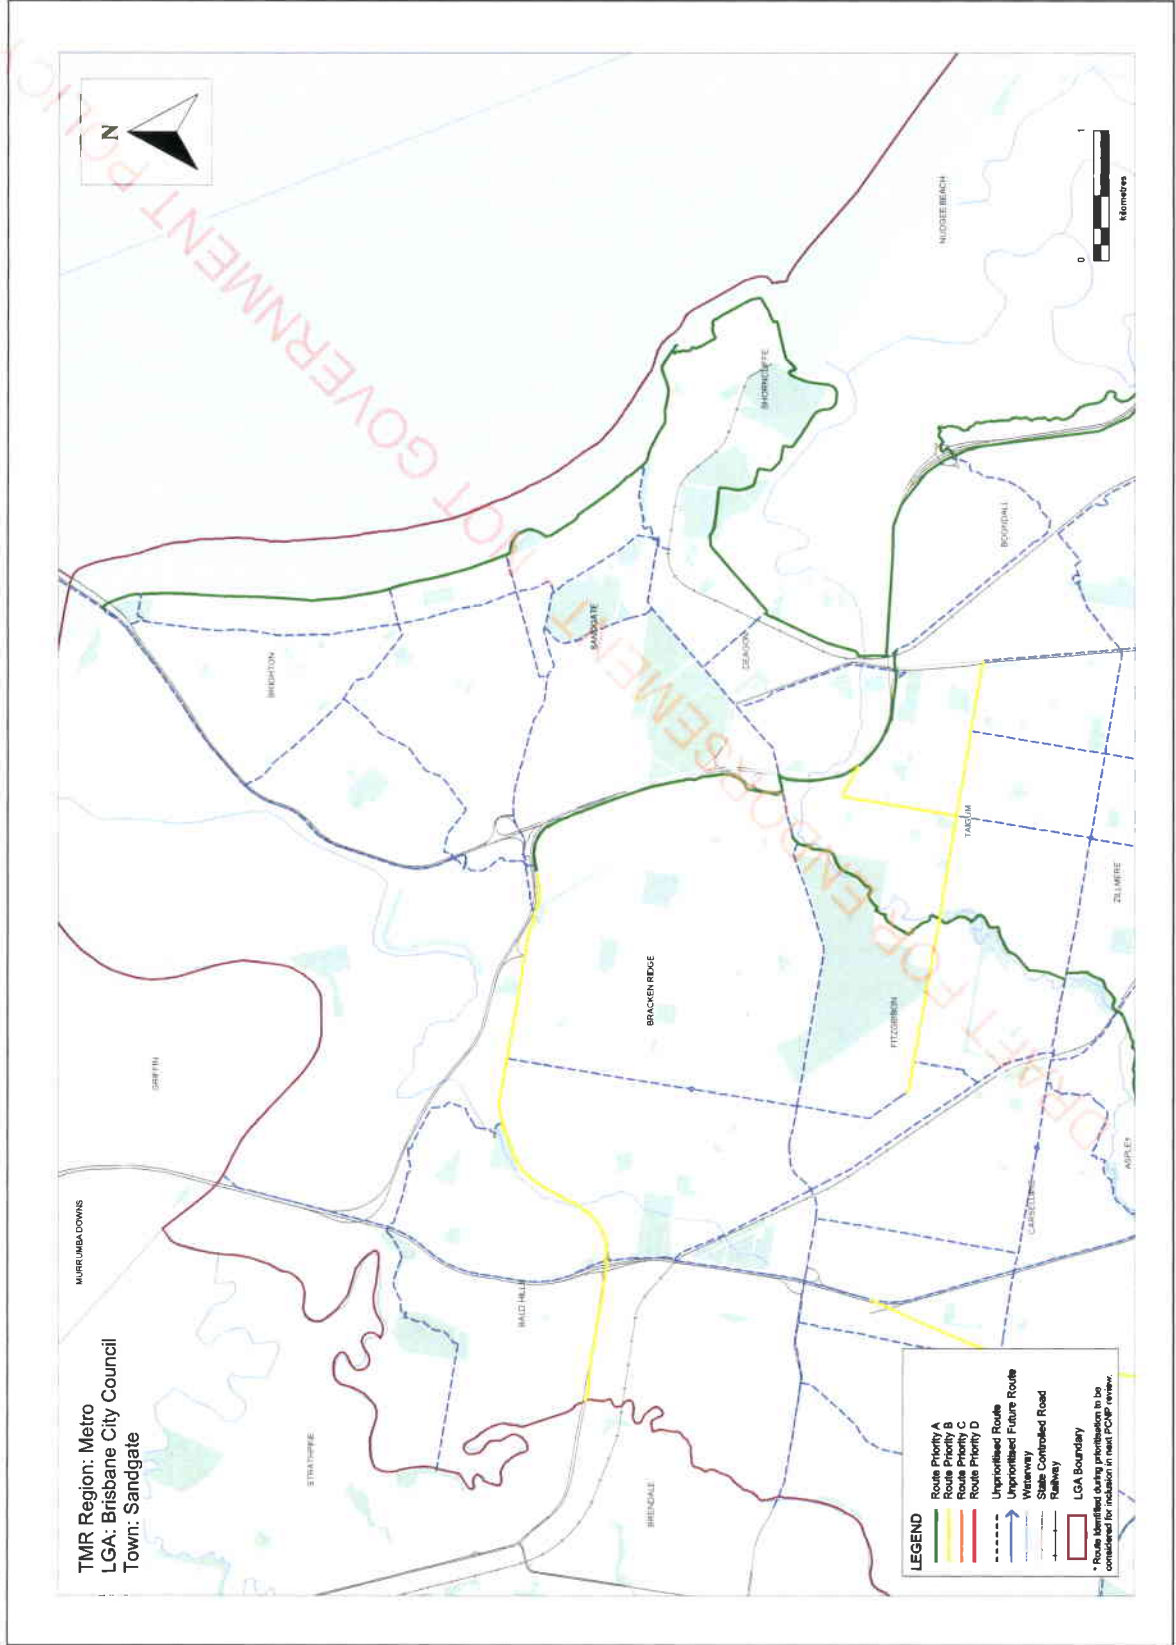 TMR Region: Metro
LGA: Brisbane City Council
Town: Sandgate
N
MURRUMBA DOWNS
GRIFFIN
BRIGHTON
STRATHPINE
BALD HILLS
BRACKEN RIDGE
SANDGATE
SHORNCLIFFE
DEAGON
NUDGEE BEACH
BRENDALE
FITZGIBBON
TAIGUM
BOONDALL
CARSELDINE
ZILLMERE
ASPLEY
0
1
kilometres
LEGEND
Route Priority A
Route Priority B
Route Priority C
Route Priority D
Unprioritised Route
Unprioritised Future Route
Waterway
State Controlled Road
Railway
LGA Boundary
* Route identified during prioritisation to be
considered for inclusion in next PCNP review.
DRAFT FOR ENDORSEMENT
NOT GOVERNMENT POLICY